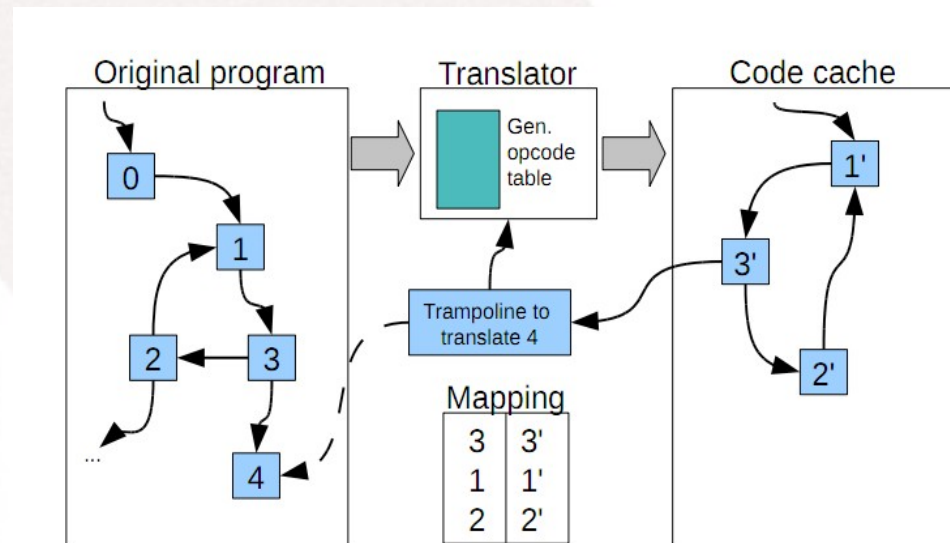 Original program
Translator
Code cache
0
1
2
3
4
...
Gen.
opcode
table
Trampoline to
translate 4
Mapping
3 3'
1 1'
2 2'
1'
3'
2'